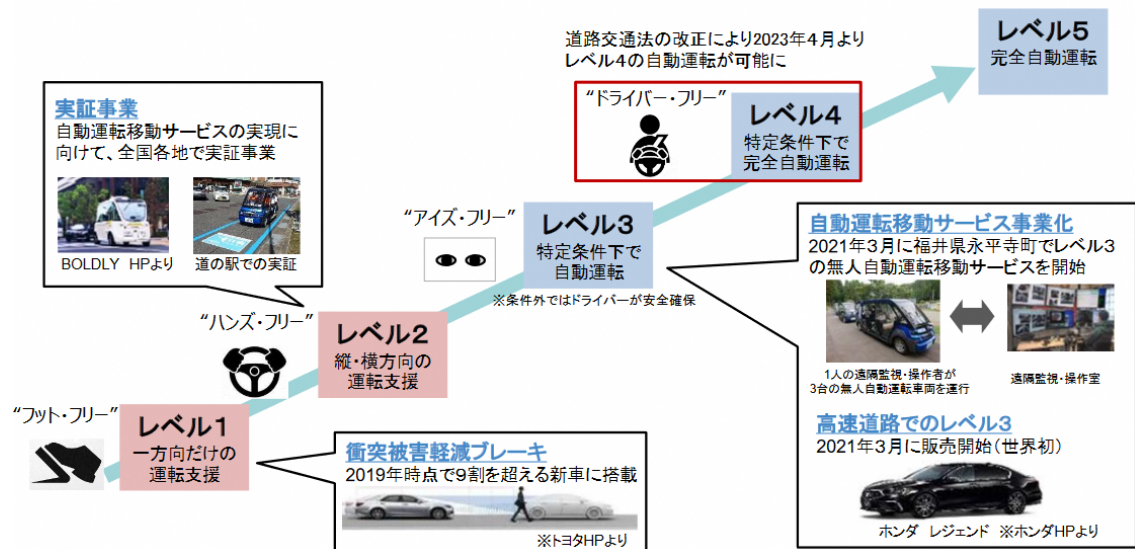 道路交通法の改正により2023年4月より
レベル4の自動運転が可能に
レベル5
完全自動運転
“ドライバー・フリー”
レベル4
特定条件下で
完全自動運転
実証事業
自動運転移動サービスの実現に
向けて、全国各地で実証事業
BOLDLY HPより
道の駅での実証
“アイズ・フリー”
レベル3
特定条件下で
自動運転
※条件外ではドライバーが安全確保
自動運転移動サービス事業化
2021年3月に福井県永平寺町でレベル3
の無人自動運転移動サービスを開始
1人の遠隔監視・操作者が
3台の無人自動運転車両を運行
遠隔監視・操作室
高速道路でのレベル3
2021年3月に販売開始(世界初)
ホンダ レジェンド ※ホンダHPより
“ハンズ・フリー”
レベル2
縦・横方向の
運転支援
“フット・フリー”
レベル1
一方向だけの
運転支援
衝突被害軽減ブレーキ
2019年時点で9割を超える新車に搭載
※トヨタHPより